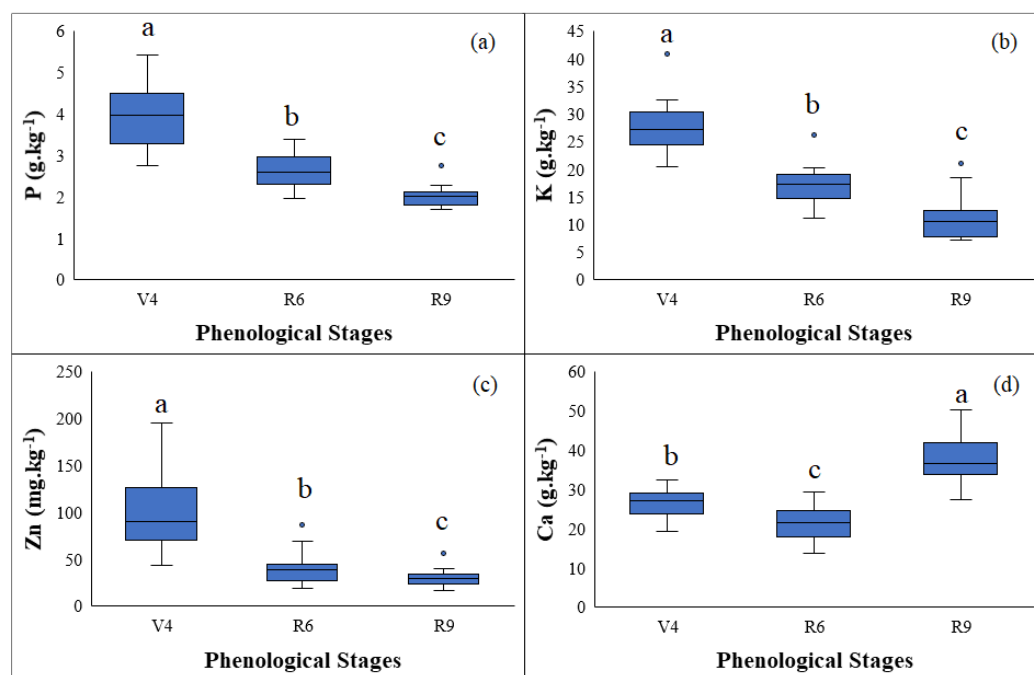 (a)
P (g.kg⁻¹)
6
5
4
3
2
1
0
a
b
c
V4 R6 R9
Phenological Stages
(b)
K (g.kg⁻¹)
45
40
35
30
25
20
15
10
5
0
a
b
c
V4 R6 R9
Phenological Stages
(c)
Zn (mg.kg⁻¹)
250
200
150
100
50
0
a
b
c
V4 R6 R9
Phenological Stages
(d)
Ca (g.kg⁻¹)
60
50
40
30
20
10
0
b
c
a
V4 R6 R9
Phenological Stages